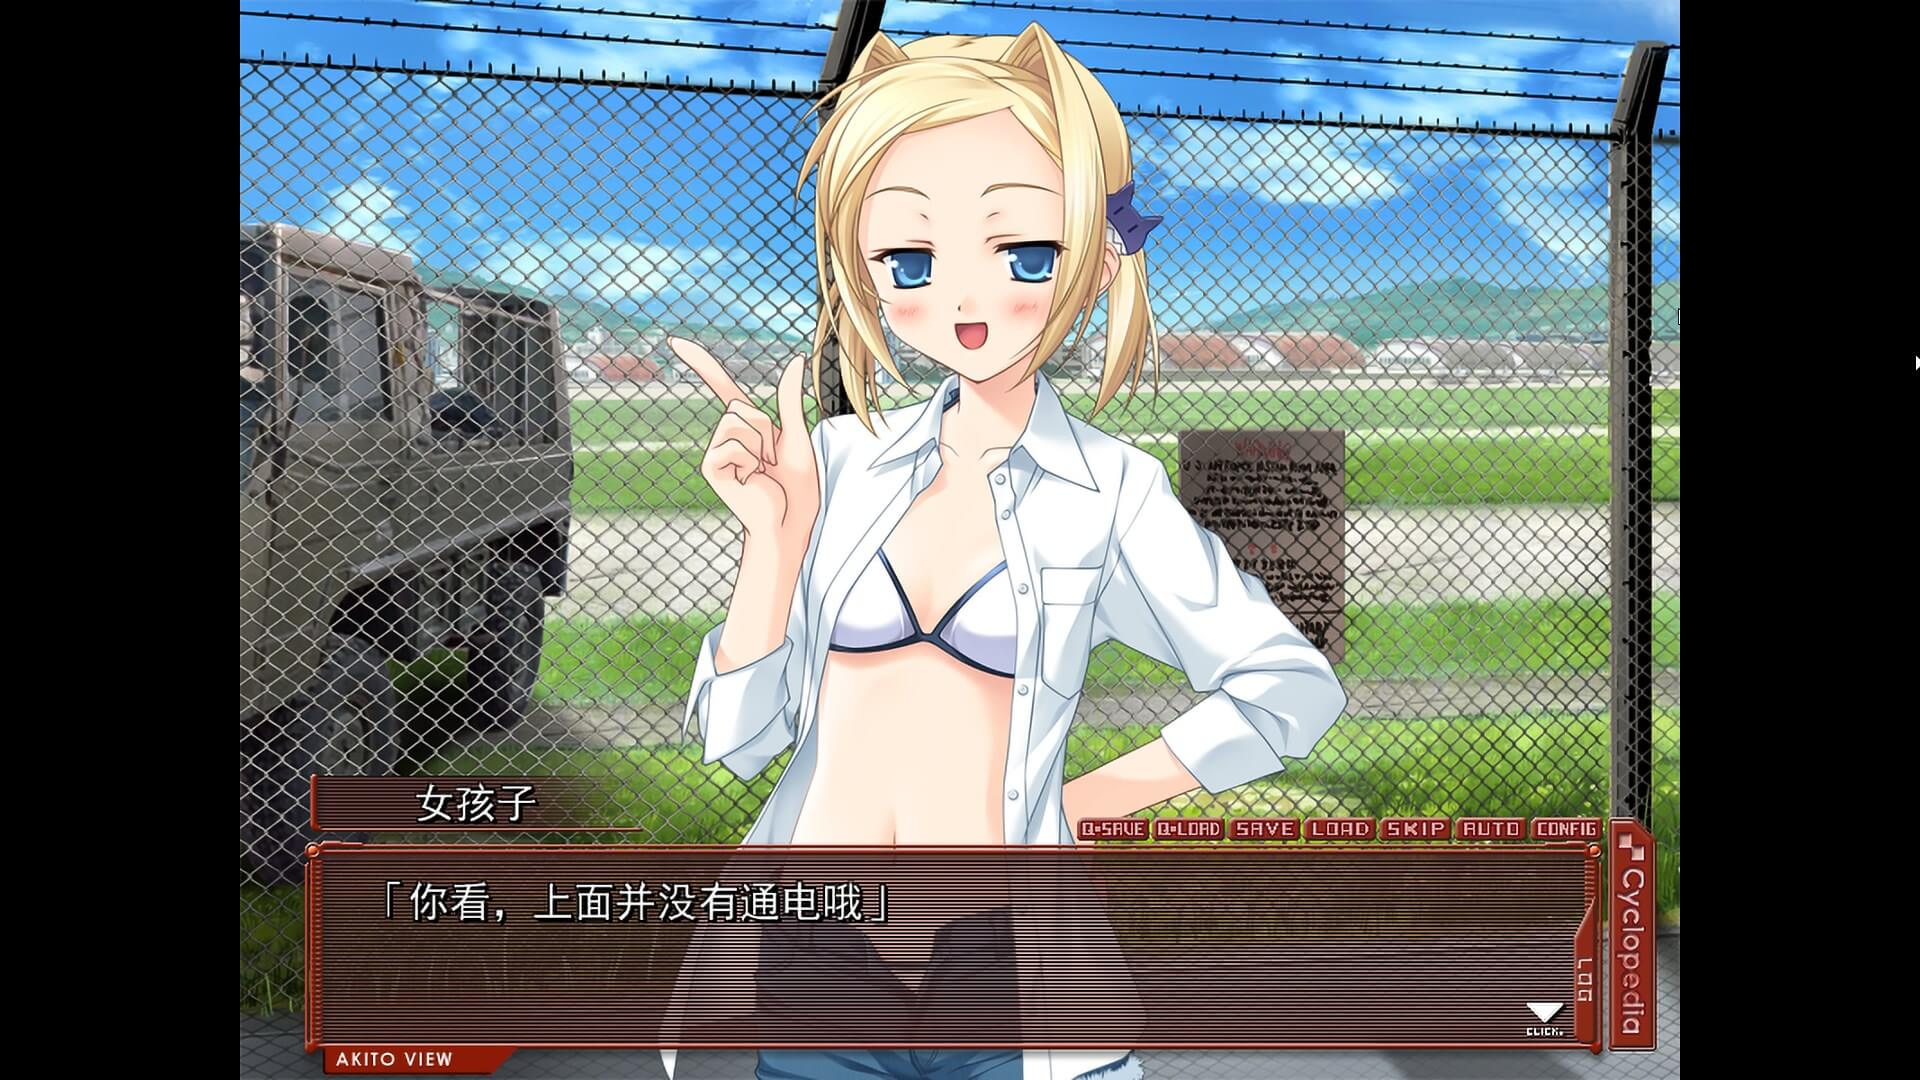 女孩子
Q-SAVE Q-LOAD SAVE LOAD SKIP AUTO CONFIG
「你看，上面并没有通电哦」
LOG
Cyclopedia
CLICK.
AKITO VIEW